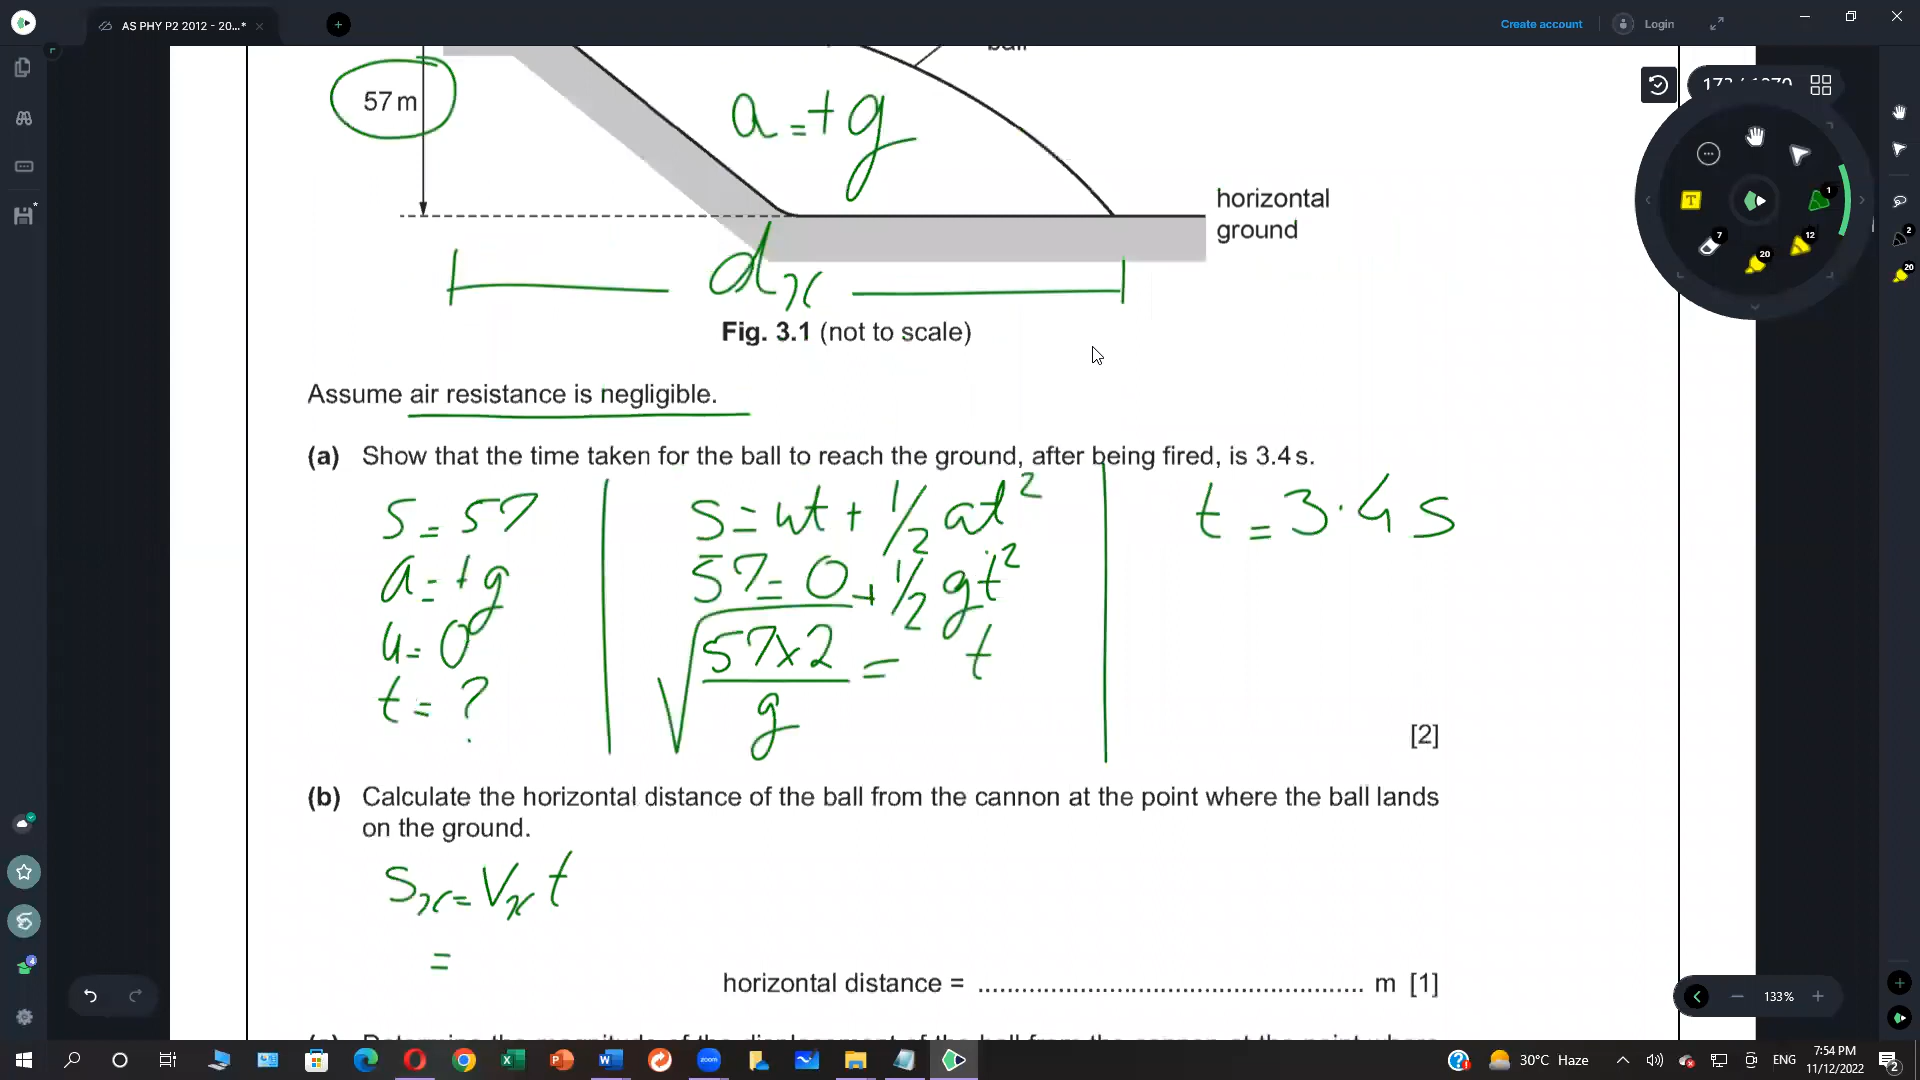 AS PHY P2 2012 - 20...*
Create account
Login
57 m
a = + g
horizontal
ground
dx
Fig. 3.1 (not to scale)
Assume air resistance is negligible.
(a) Show that the time taken for the ball to reach the ground, after being fired, is 3.4 s.
s = 57
a = + g
u = 0
t = ?
s = ut + 1/2 at²
57 = 0 + 1/2 gt²
√(57×2/g) = t
t = 3.4 s
[2]
(b) Calculate the horizontal distance of the ball from the cannon at the point where the ball lands
on the ground.
Sx = Vx t
=
horizontal distance = .................................................. m [1]
133%
30°C Haze
ENG
7:54 PM
11/12/2022